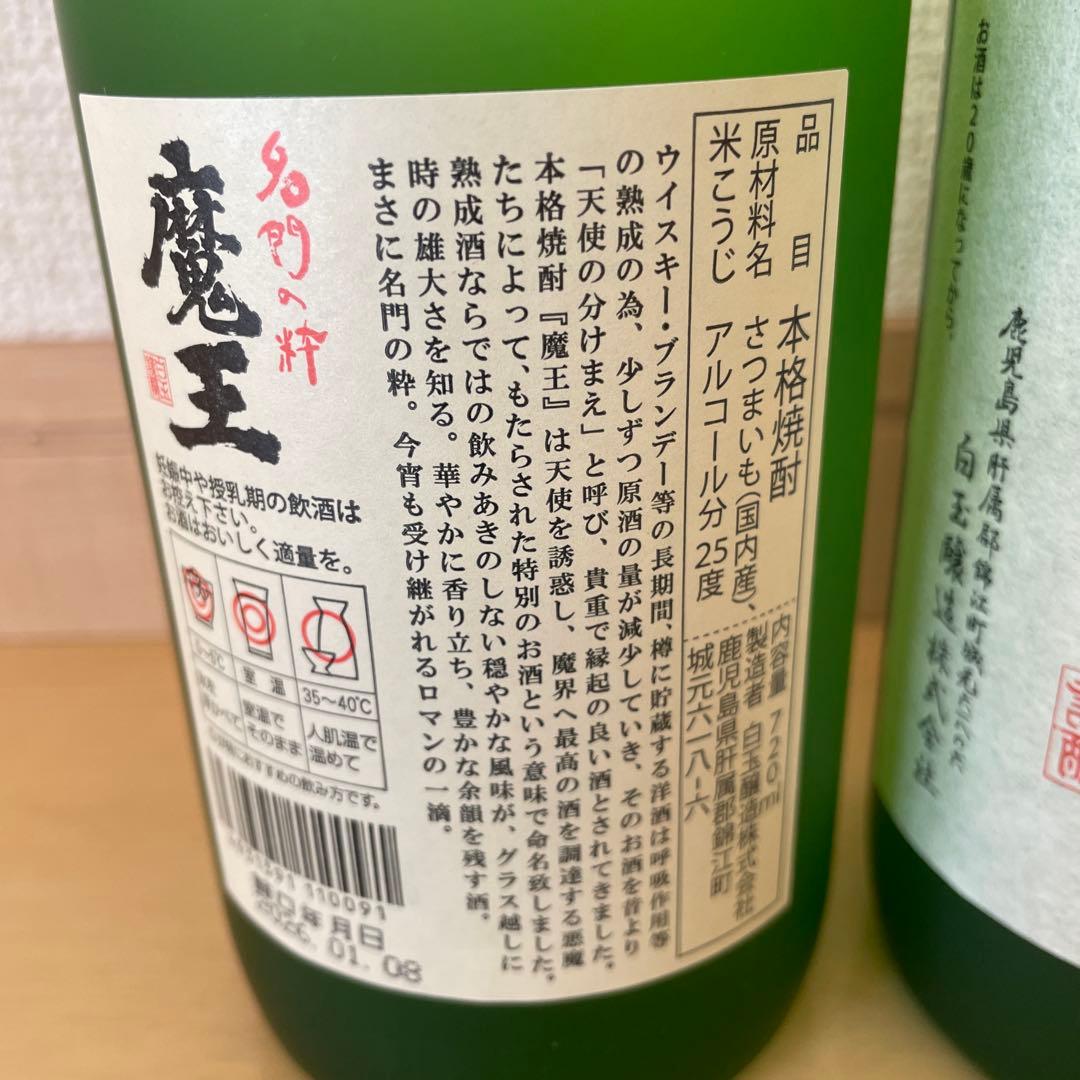 品目 本格焼酎
原材料名 さつまいも(国内産)、
米こうじ アルコール分 25度
内容量 720ml
製造者 白玉醸造株式会社
鹿児島県肝属郡錦江町
城元六一八-六
ウイスキー・ブランデー等の長期間、樽に貯蔵する洋酒は呼吸作用等
の熟成の為、少しずつ原酒の量が減少していき、そのお酒を昔より
「天使の分けまえ」と呼び、貴重で縁起の良い酒とされてきました。
本格焼酎『魔王』は天使を誘惑し、魔界へ最高の酒を調達する悪魔
たちによって、もたらされた特別のお酒という意味で命名致しました。
熟成酒ならではの飲みあきのしない穏やかな風味が、グラス越しに
時の雄大さを知る。華やかに香り立ち、豊かな余韻を残す酒。
まさに名門の粋。今宵も受け継がれるロマンの一滴。
名門の粋
魔王
妊娠中や授乳期の飲酒は
お控え下さい。
お酒はおいしく適量を。
室温
35〜40℃
室温で
そのまま
人肌温で
温めて
おすすめの飲み方です。
110091
年月日
2026.01.08
お酒は20歳になってから。
鹿児島県肝属郡錦江町城元
白玉醸造株式会社